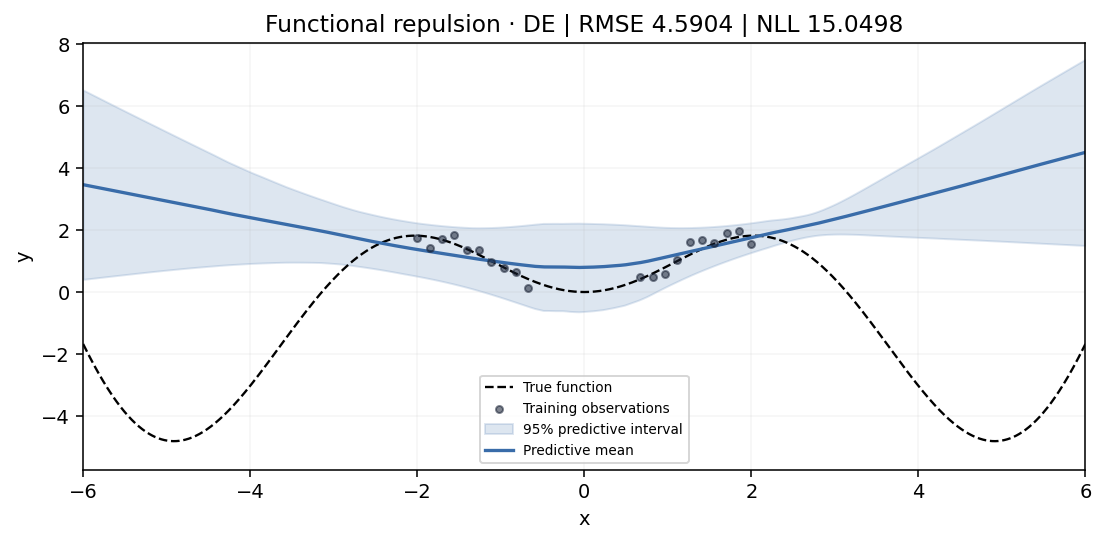 Functional repulsion · DE | RMSE 4.5904 | NLL 15.0498
8
6
4
2
0
−2
−4
y
True function
Training observations
95% predictive interval
Predictive mean
−6
−4
−2
0
2
4
6
x